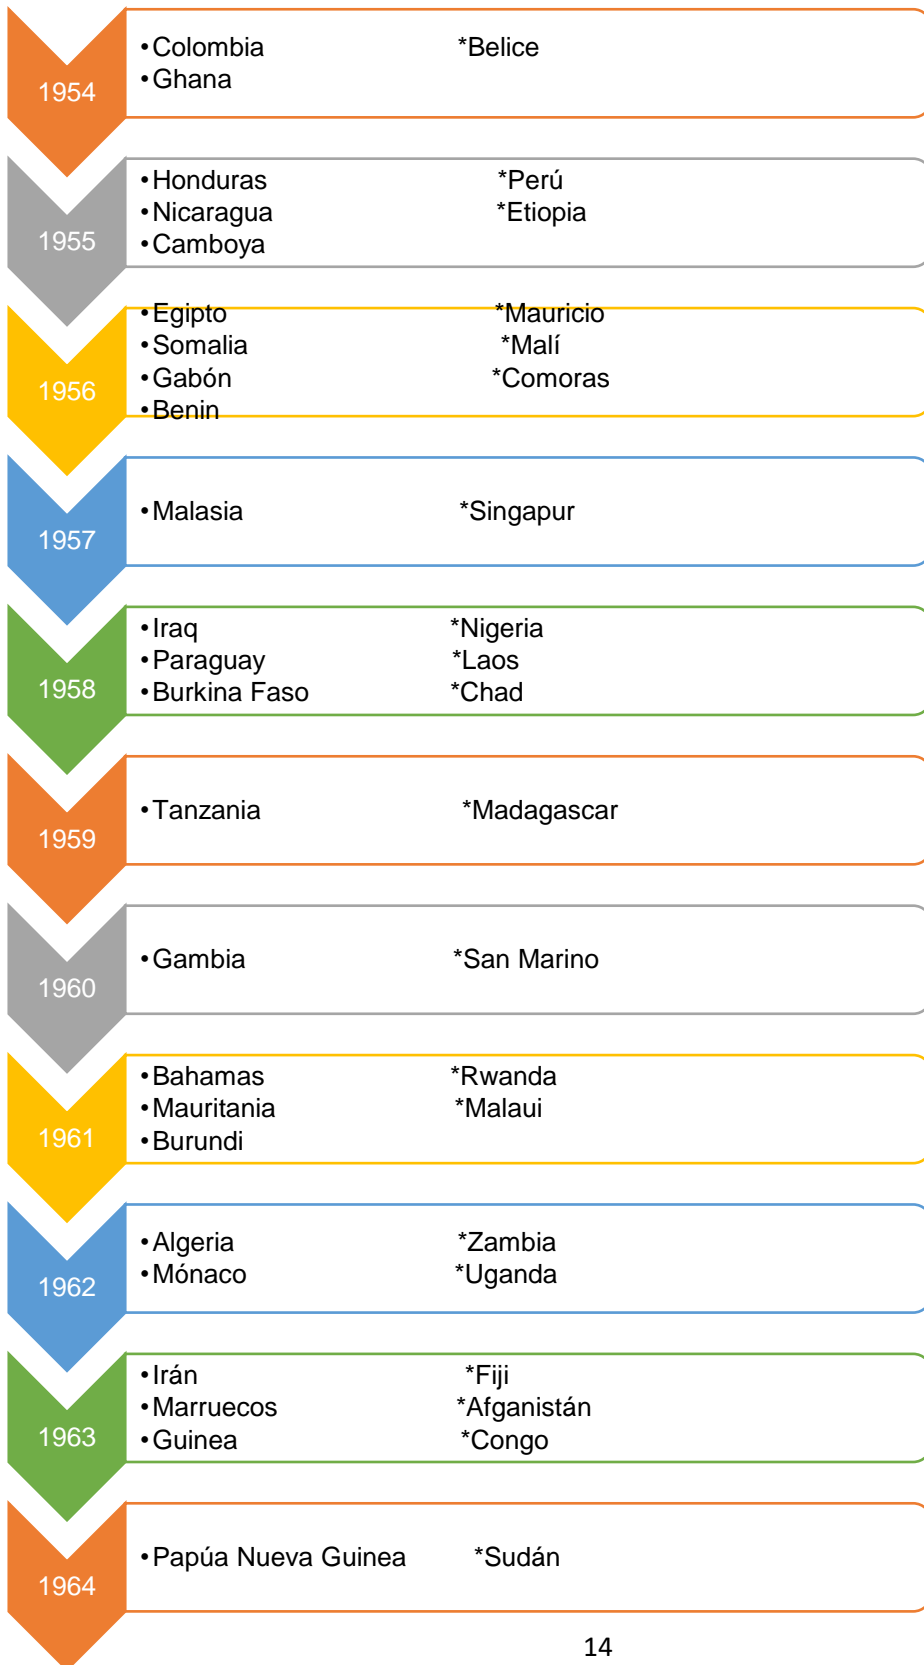 1954
•Colombia *Belice
•Ghana
1955
•Honduras *Perú
•Nicaragua *Etiopia
•Camboya
1956
•Egipto *Mauricio
•Somalia *Malí
•Gabón *Comoras
•Benin
1957
•Malasia *Singapur
1958
•Iraq *Nigeria
•Paraguay *Laos
•Burkina Faso *Chad
1959
•Tanzania *Madagascar
1960
•Gambia *San Marino
1961
•Bahamas *Rwanda
•Mauritania *Malaui
•Burundi
1962
•Algeria *Zambia
•Mónaco *Uganda
1963
•Irán *Fiji
•Marruecos *Afganistán
•Guinea *Congo
1964
•Papúa Nueva Guinea *Sudán
14